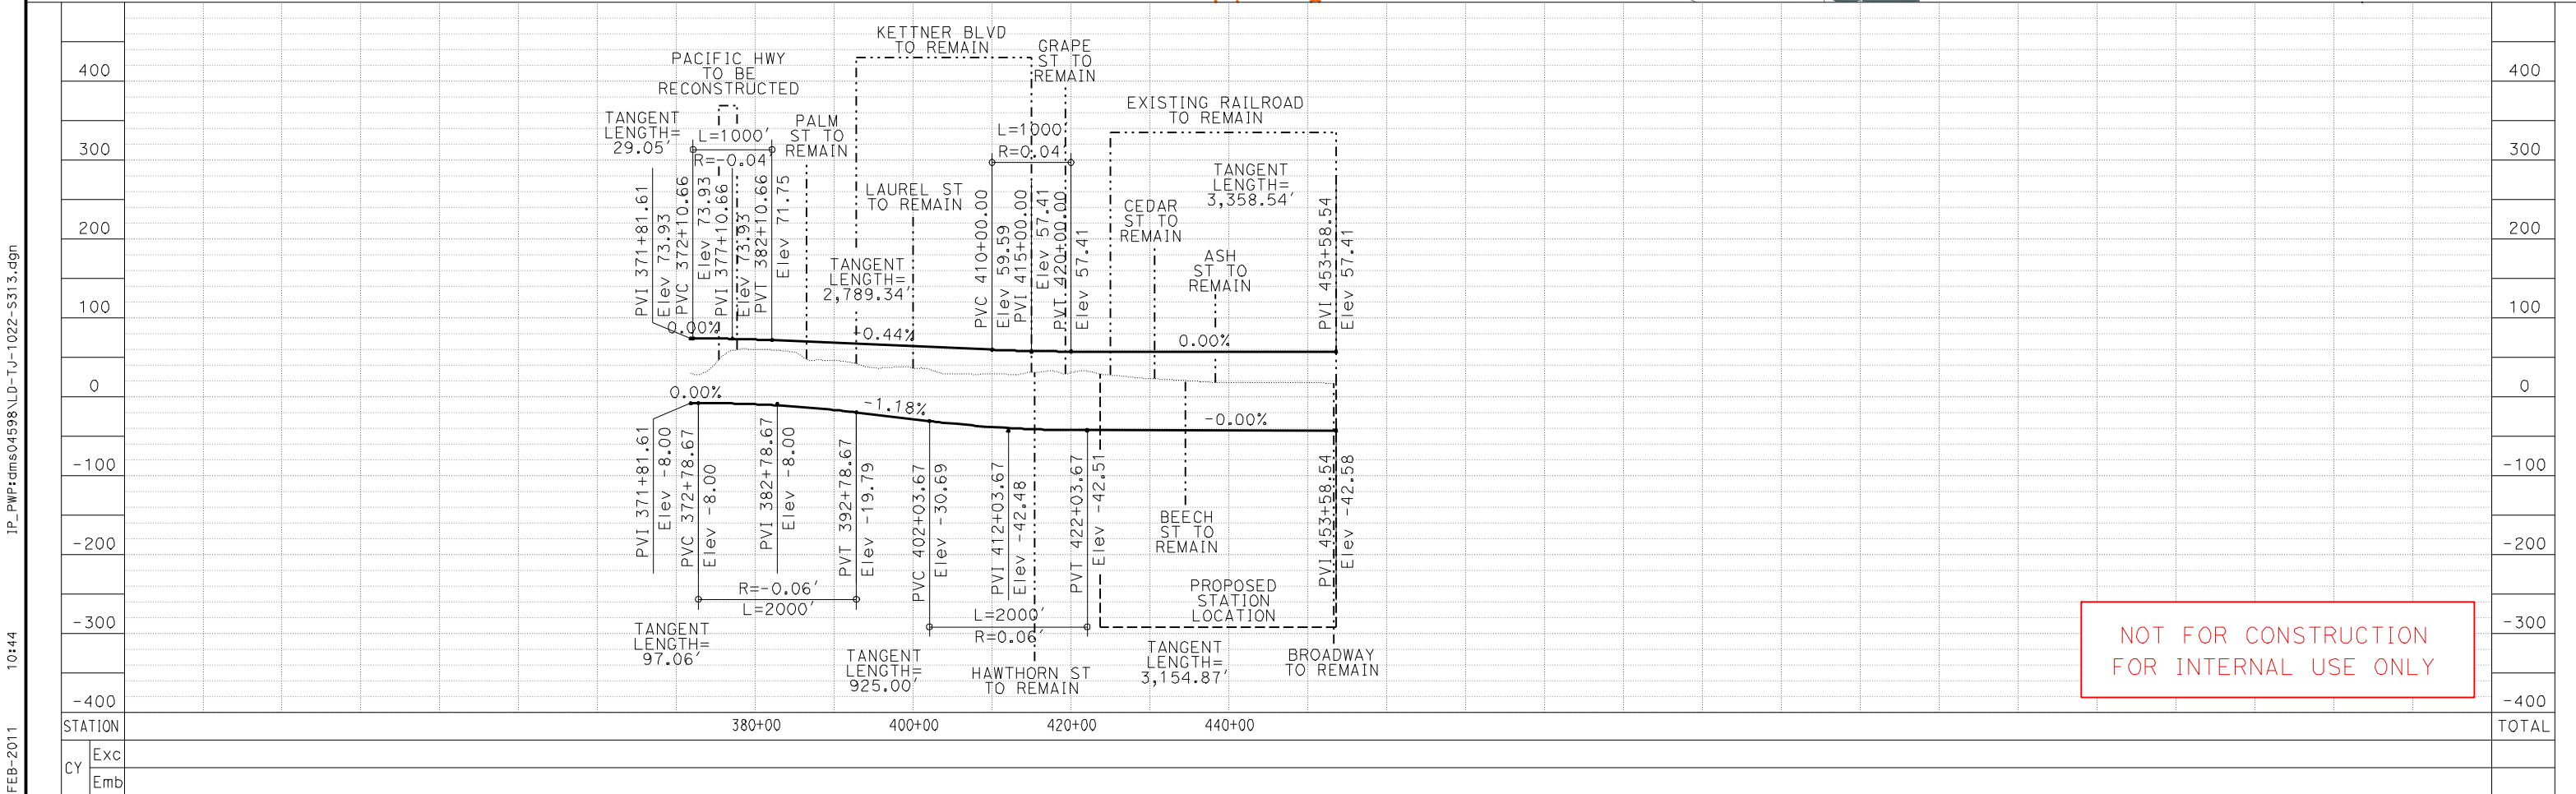 KETTNER BLVD
TO REMAIN
GRAPE
ST TO
REMAIN
PACIFIC HWY
TO BE
RECONSTRUCTED
EXISTING RAILROAD
TO REMAIN
TANGENT
LENGTH=
29.05'
L=1000'
R=-0.04'
PALM
ST TO
REMAIN
L=1000'
R=0.04'
TANGENT
LENGTH=
3,358.54'
LAUREL ST
TO REMAIN
CEDAR
ST TO
REMAIN
ASH
ST TO
REMAIN
TANGENT
LENGTH=
2,789.34'
PVI 371+81.61
Elev 73.93
PVC 372+10.66
Elev 73.93
PVI 377+10.66
Elev 73.93
PVT 382+10.66
Elev 71.75
PVC 410+00.00
Elev 59.59
PVI 415+00.00
Elev 57.41
PVT 420+00.00
Elev 57.41
PVI 453+58.54
Elev 57.41
0.00%
-0.44%
0.00%
0.00%
-1.18%
-0.00%
PVI 371+81.61
Elev -8.00
PVC 372+78.67
Elev -8.00
PVI 382+78.67
Elev -8.00
PVT 392+78.67
Elev -19.79
PVC 402+03.67
Elev -30.69
PVI 412+03.67
Elev -42.48
PVT 422+03.67
Elev -42.51
PVI 453+58.54
Elev -42.58
BEECH
ST TO
REMAIN
R=-0.06'
L=2000'
L=2000'
R=0.06'
PROPOSED
STATION
LOCATION
TANGENT
LENGTH=
97.06'
TANGENT
LENGTH=
925.00'
HAWTHORN ST
TO REMAIN
TANGENT
LENGTH=
3,154.87'
BROADWAY
TO REMAIN
NOT FOR CONSTRUCTION
FOR INTERNAL USE ONLY
400
300
200
100
0
-100
-200
-300
-400
400
300
200
100
0
-100
-200
-300
-400
STATION
380+00
400+00
420+00
440+00
TOTAL
CY
Exc
Emb
FEB-2011 10:44 IP_PWP:dms04598\LD-TJ-1022-S313.dgn